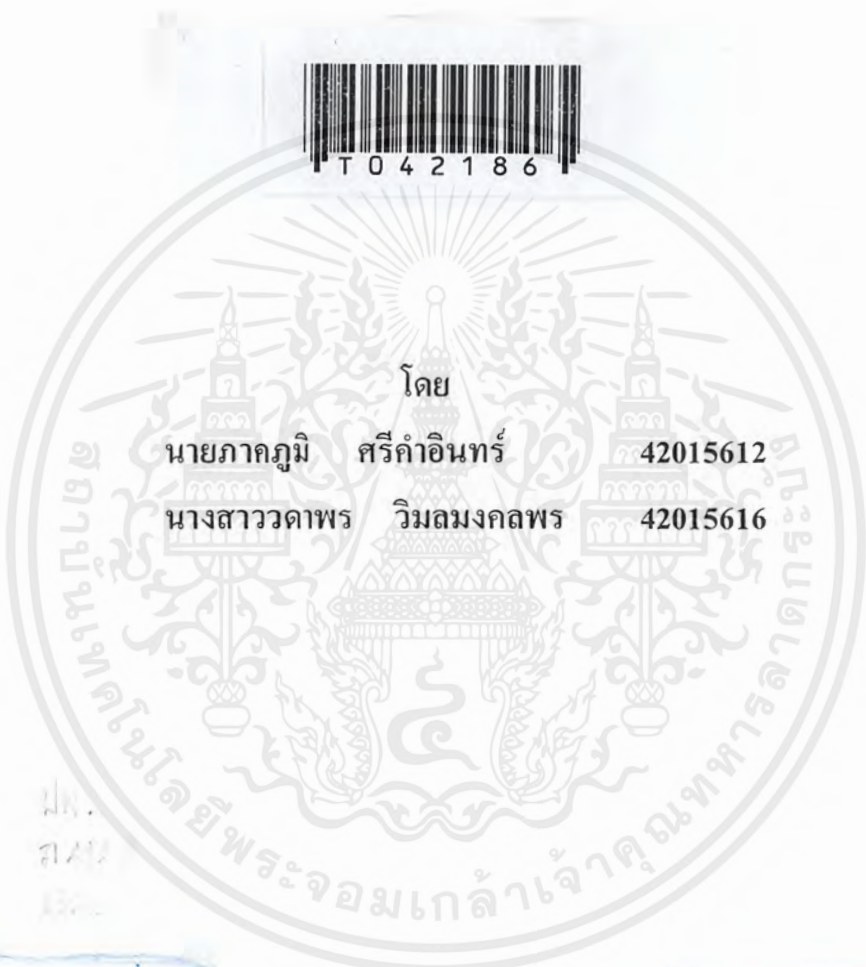 T042186
โดย
นายภาคภูมิ ศรีคำอินทร์ 42015612
นางสาววดาพร วิมลมงคลพร 42015616
สถาบันเทคโนโลยีพระจอมเกล้าเจ้าคุณทหารลาดกระบัง